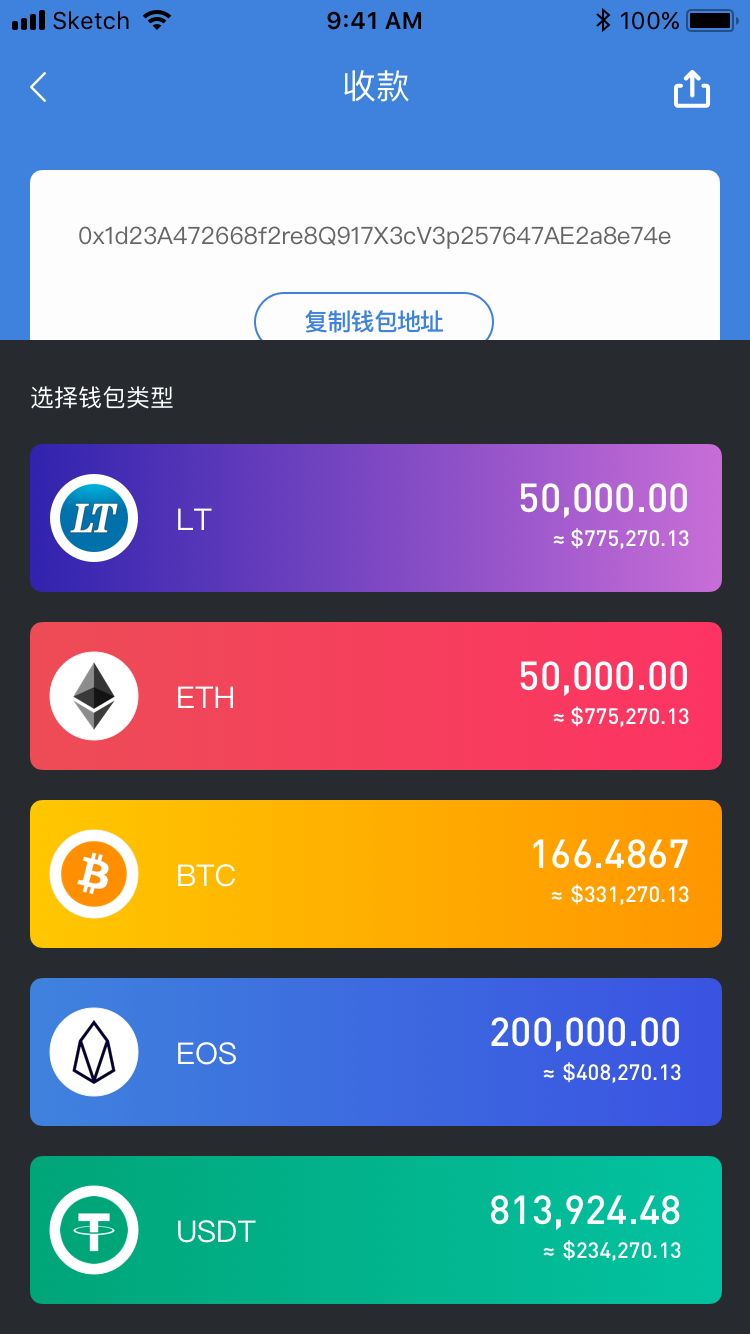 Sketch 9:41 AM 100%
收款
0x1d23A472668f2re8Q917X3cV3p257647AE2a8e74e
复制钱包地址
选择钱包类型
LT
LT
50,000.00
≈ $775,270.13
ETH
50,000.00
≈ $775,270.13
BTC
166.4867
≈ $331,270.13
EOS
200,000.00
≈ $408,270.13
USDT
813,924.48
≈ $234,270.13